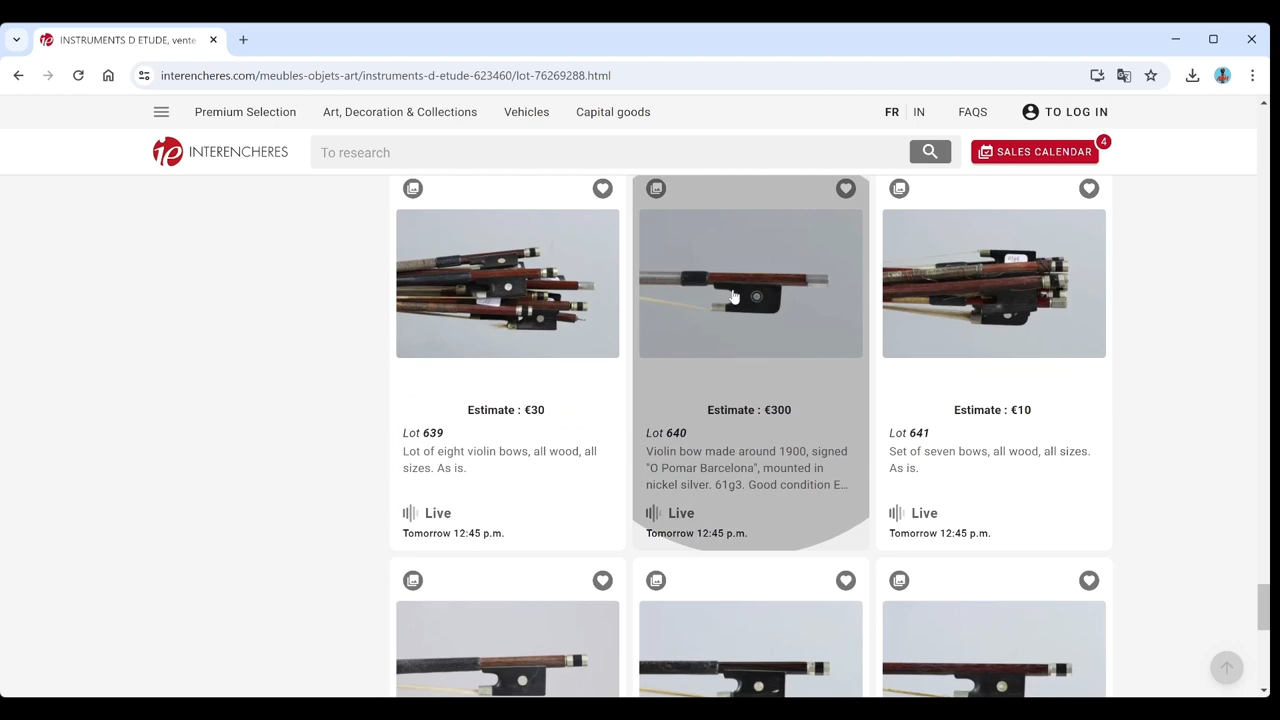 INSTRUMENTS D ETUDE, vente
interencheres.com/meubles-objets-art/instruments-d-etude-623460/lot-76269288.html
Premium Selection
Art, Decoration & Collections
Vehicles
Capital goods
FR
IN
FAQS
TO LOG IN
INTERENCHERES
To research
SALES CALENDAR
4
Estimate : €30
Lot 639
Lot of eight violin bows, all wood, all
sizes. As is.
Live
Tomorrow 12:45 p.m.
Estimate : €300
Lot 640
Violin bow made around 1900, signed
"O Pomar Barcelona", mounted in
nickel silver. 61g3. Good condition E...
Live
Tomorrow 12:45 p.m.
Estimate : €10
Lot 641
Set of seven bows, all wood, all sizes.
As is.
Live
Tomorrow 12:45 p.m.